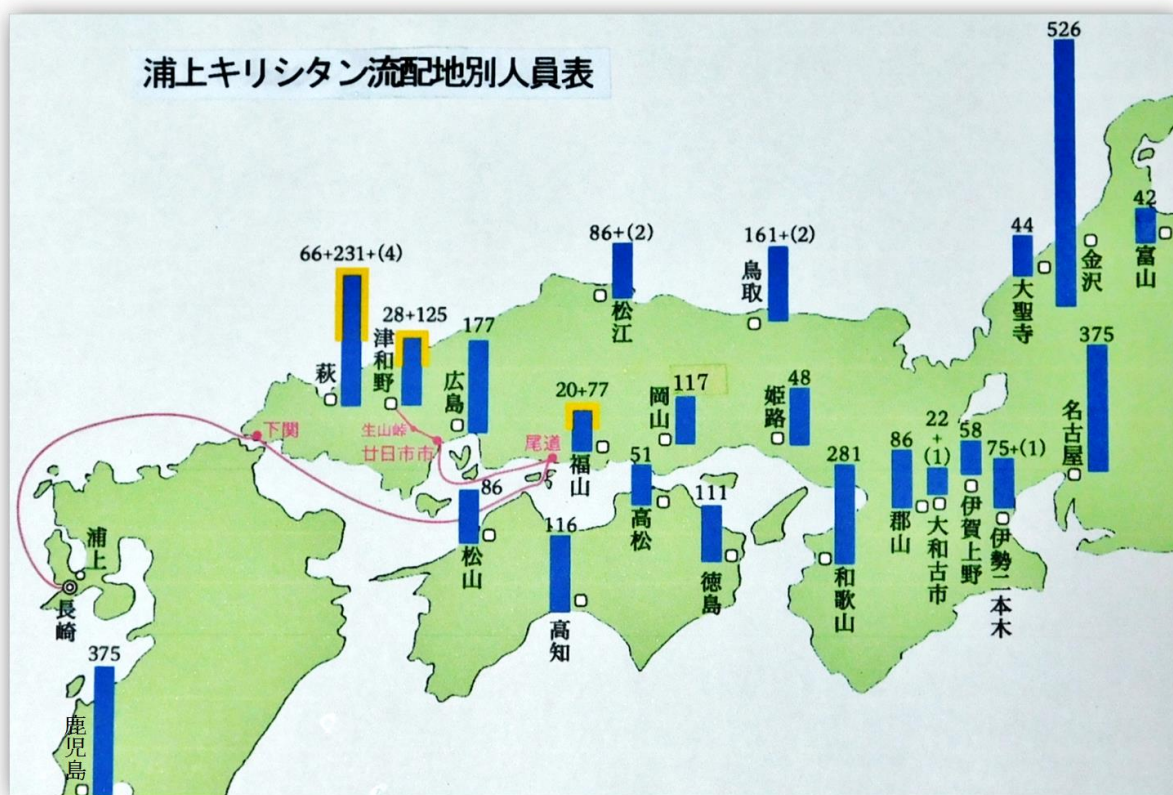 浦上キリシタン流配地別人員表
526
金沢
42
富山
44
大聖寺
375
名古屋
66+231+(4)
萩
28+125
津和野
177
広島
86+(2)
松江
161+(2)
鳥取
20+77
福山
117
岡山
48
姫路
281
和歌山
86
郡山
22
+
(1)
大和古市
58
伊賀上野
75+(1)
伊勢二本木
下関
生山峠
廿日市市
尾道
86
松山
116
高知
51
高松
111
徳島
浦上
長崎
375
鹿児島